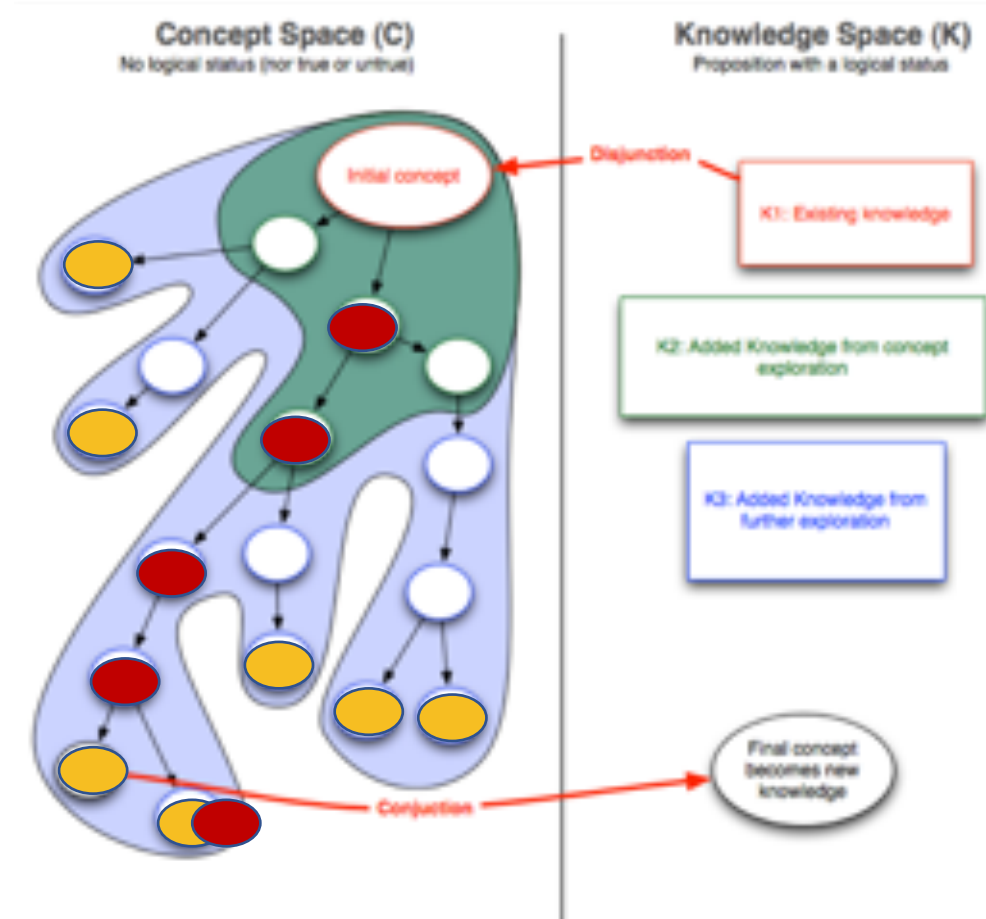 Concept Space (C)
No logical status (nor true or untrue)
Knowledge Space (K)
Proposition with a logical status
Initial concept
Disjunction
K1: Existing knowledge
K2: Added Knowledge from concept
exploration
K3: Added Knowledge from
further exploration
Final concept
becomes new
knowledge
Conjuction